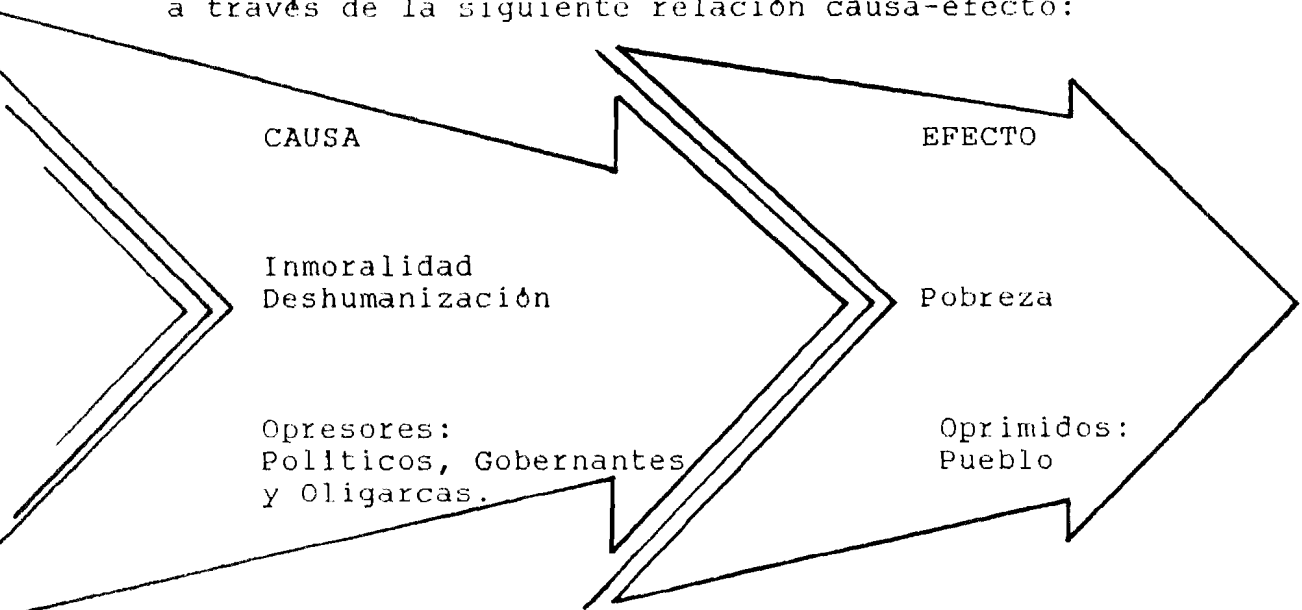 a través de la siguiente relación causa-efecto:
CAUSA
Inmoralidad
Deshumanización
Opresores:
Políticos, Gobernantes
y Oligarcas.
EFECTO
Pobreza
Oprimidos:
Pueblo